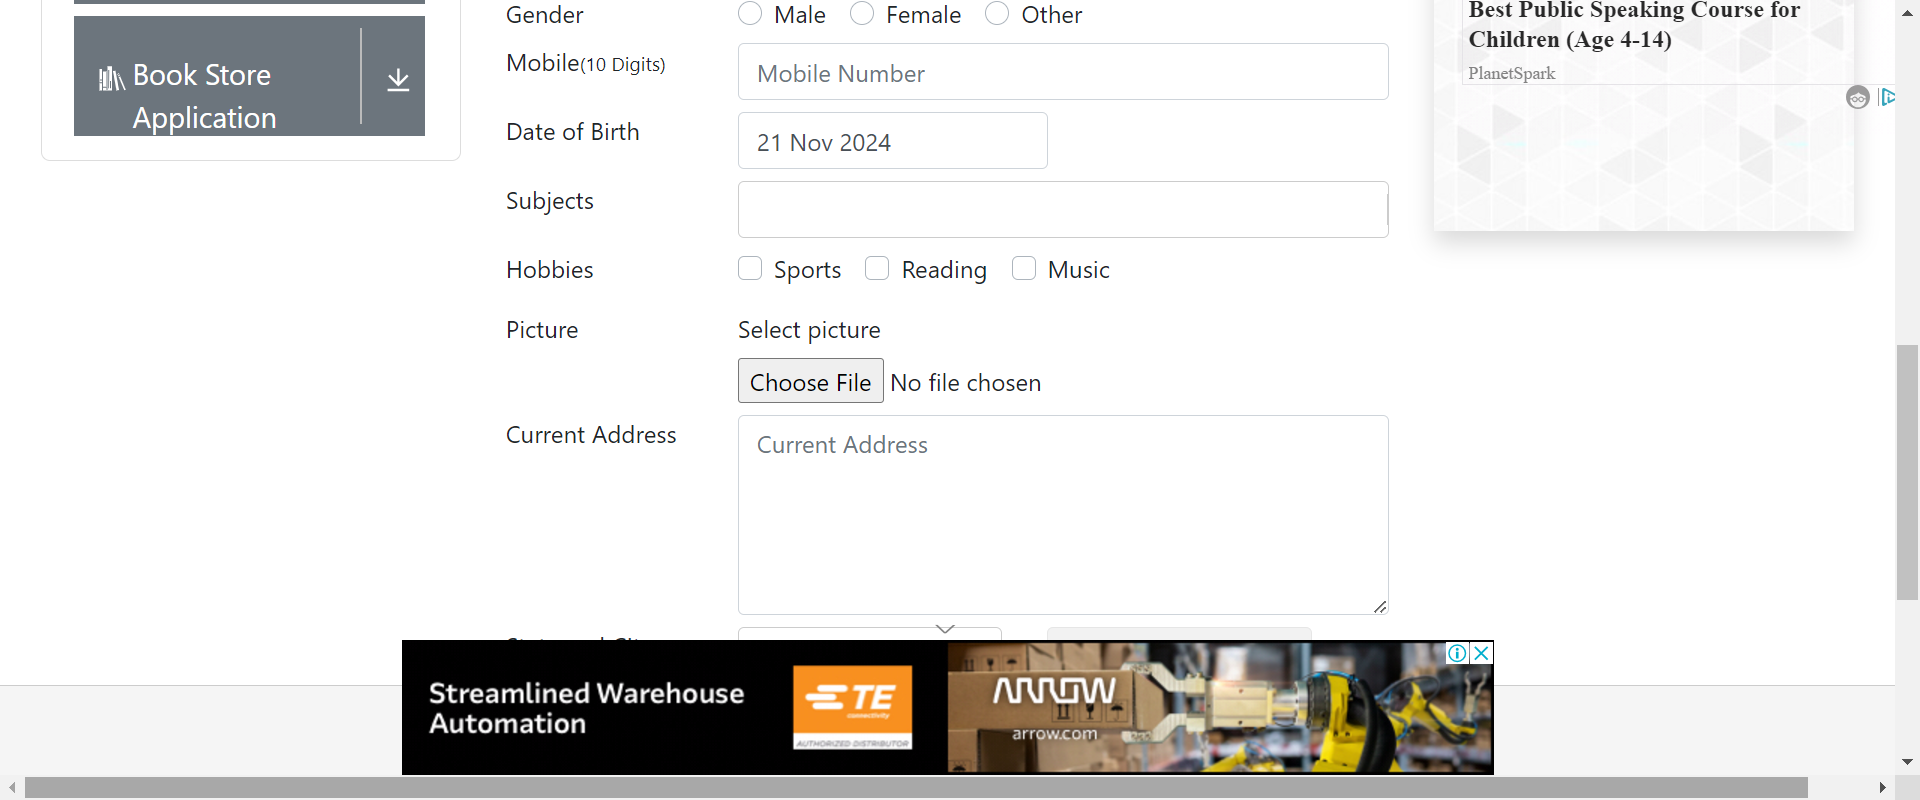 Gender
Male
Female
Other
Mobile(10 Digits)
Mobile Number
Date of Birth
21 Nov 2024
Subjects
Hobbies
Sports
Reading
Music
Picture
Select picture
Choose File
No file chosen
Current Address
Current Address
Book Store
Application
Best Public Speaking Course for
Children (Age 4-14)
PlanetSpark
Streamlined Warehouse
Automation
TE
connectivity
AUTHORIZED DISTRIBUTOR
ARROW
arrow.com